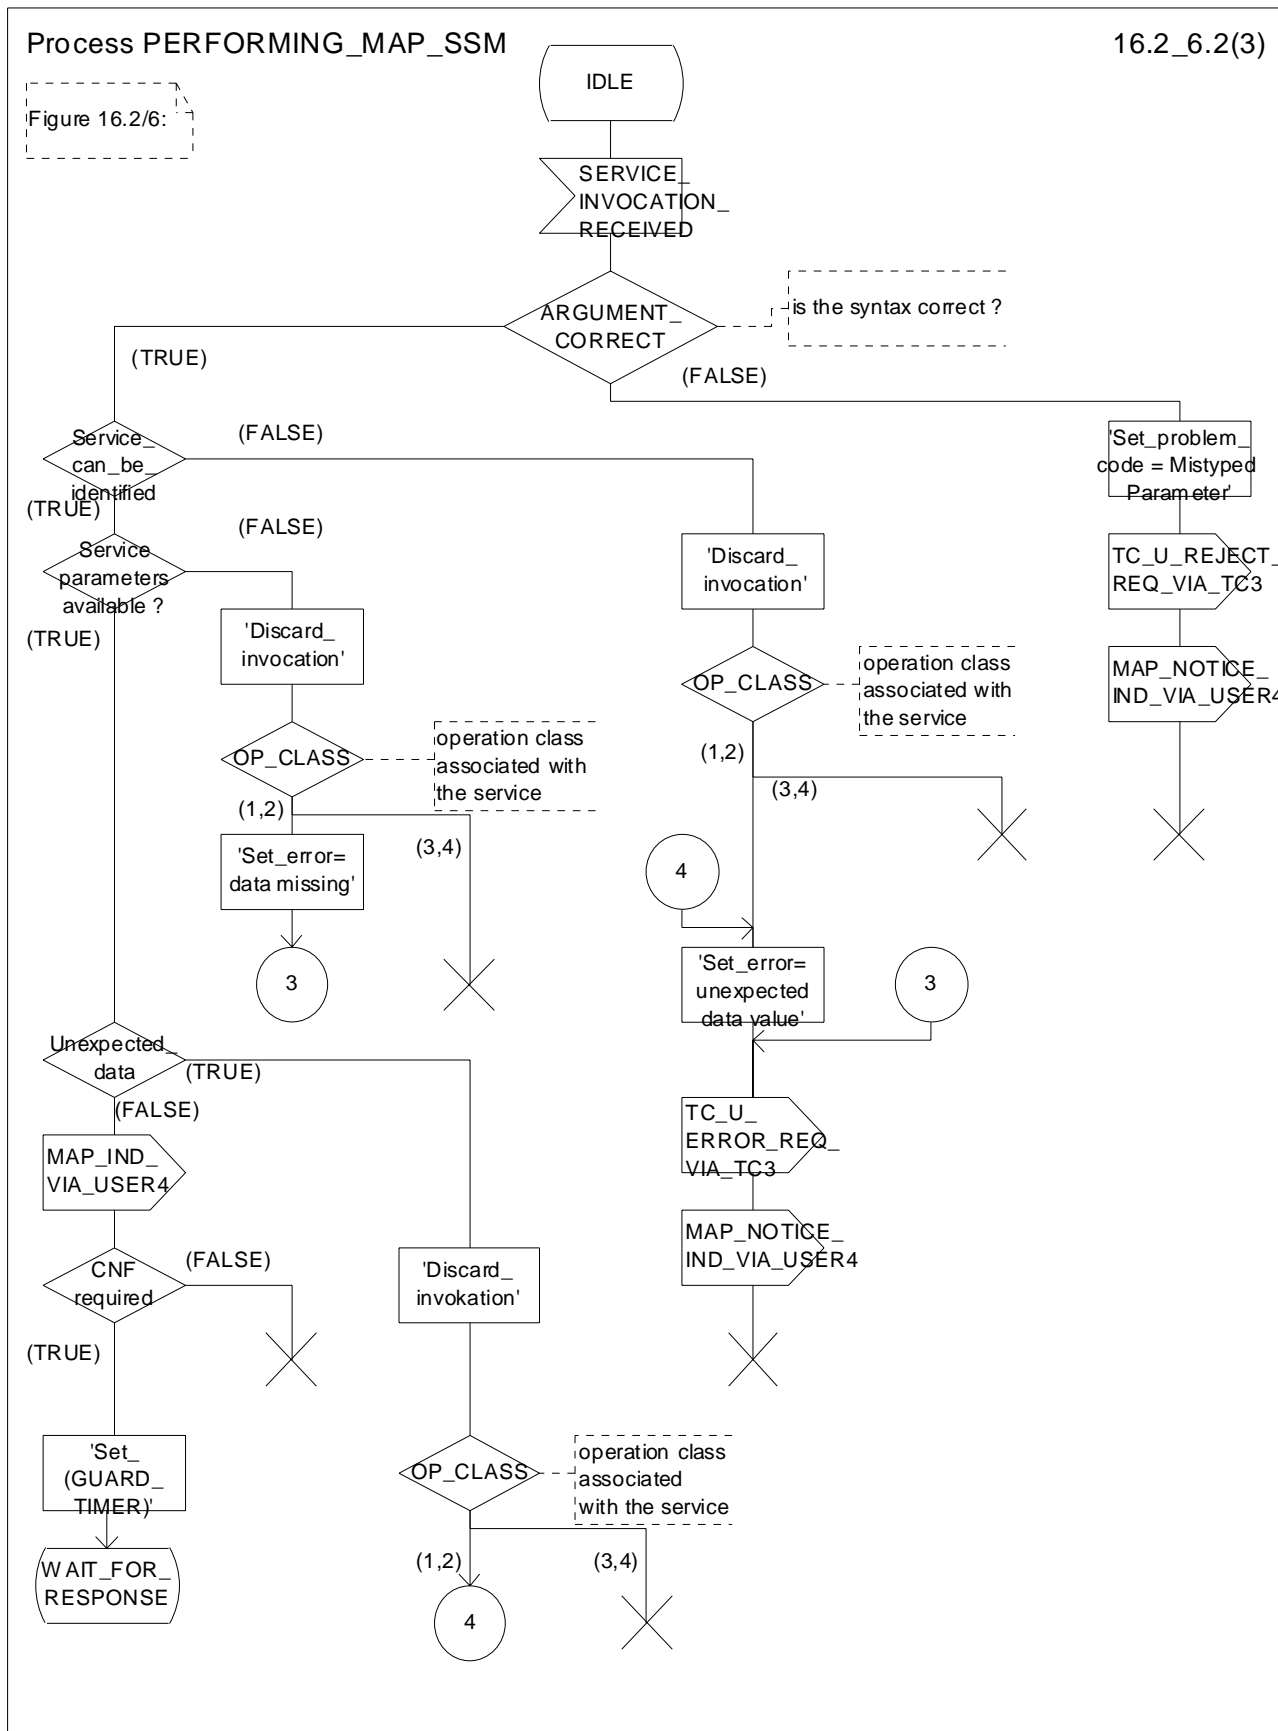 Process PERFORMING_MAP_SSM
16.2_6.2(3)
Figure 16.2/6:
IDLE
SERVICE_
INVOCATION_
RECEIVED
ARGUMENT_
CORRECT
is the syntax correct ?
(TRUE)
(FALSE)
Service_
can_be_
identified
(FALSE)
'Set_problem_
code = Mistyped
Parameter'
(TRUE)
Service
parameters
available ?
(FALSE)
'Discard_
invocation'
TC_U_REJECT_
REQ_VIA_TC3
(TRUE)
'Discard_
invocation'
OP_CLASS
operation class
associated with
the service
MAP_NOTICE_
IND_VIA_USER4
OP_CLASS
operation class
associated with
the service
(1,2)
(3,4)
(1,2)
(3,4)
'Set_error=
data missing'
4
3
'Set_error=
unexpected
data value'
3
Unexpected_
data
(TRUE)
(FALSE)
MAP_IND_
VIA_USER4
TC_U_
ERROR_REQ_
VIA_TC3
CNF
required
(FALSE)
'Discard_
invokation'
MAP_NOTICE_
IND_VIA_USER4
(TRUE)
'Set_
(GUARD_
TIMER)'
OP_CLASS
operation class
associated
with the service
WAIT_FOR_
RESPONSE
(1,2)
(3,4)
4